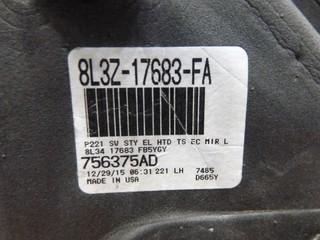 8L3Z-17683-FA
P221 SV STY EL HTD TS EC MIR L
8L34 17683 FB5YGY
756375AD
12/29/15 06:31 221 LH 7485
MADE IN USA D665Y